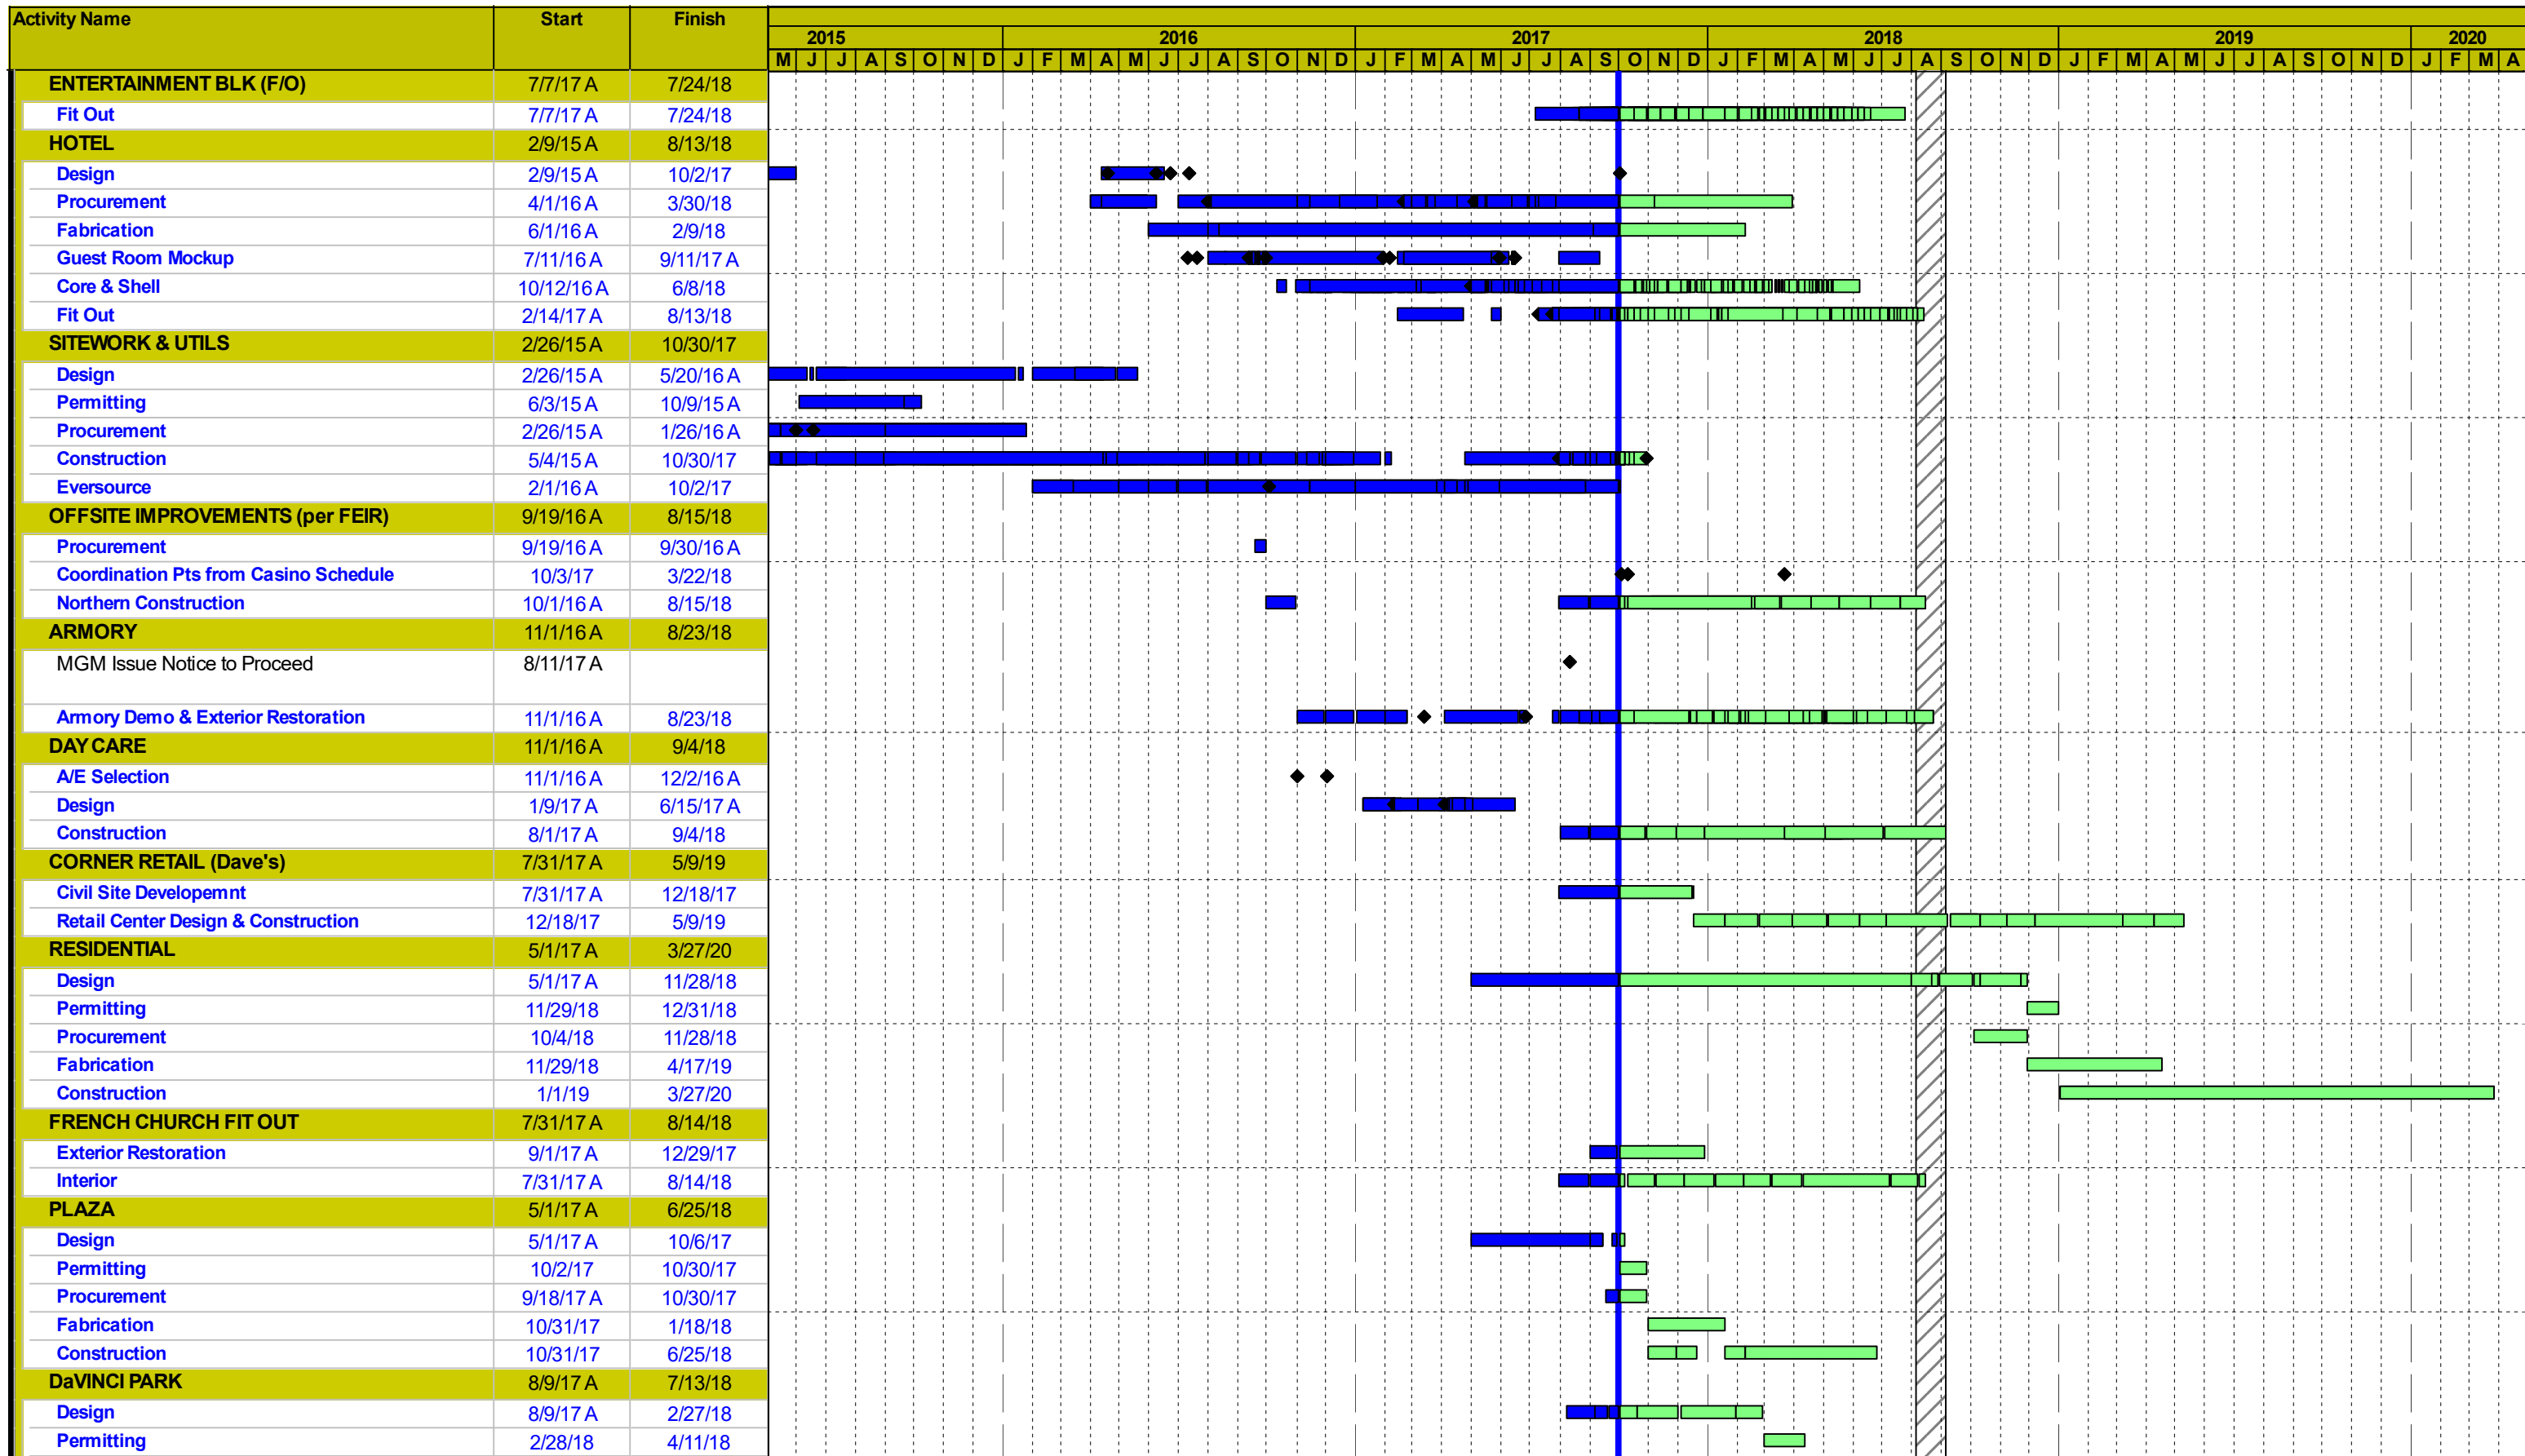 Activity Name Start Finish
2015 2016 2017 2018 2019 2020
M J J A S O N D J F M A M J J A S O N D J F M A M J J A S O N D J F M A M J J A S O N D J F M A M J J A S O N D J F M A
ENTERTAINMENT BLK (F/O) 7/7/17 A 7/24/18
Fit Out 7/7/17 A 7/24/18
HOTEL 2/9/15 A 8/13/18
Design 2/9/15 A 10/2/17
Procurement 4/1/16 A 3/30/18
Fabrication 6/1/16 A 2/9/18
Guest Room Mockup 7/11/16 A 9/11/17 A
Core & Shell 10/12/16 A 6/8/18
Fit Out 2/14/17 A 8/13/18
SITEWORK & UTILS 2/26/15 A 10/30/17
Design 2/26/15 A 5/20/16 A
Permitting 6/3/15 A 10/9/15 A
Procurement 2/26/15 A 1/26/16 A
Construction 5/4/15 A 10/30/17
Eversource 2/1/16 A 10/2/17
OFFSITE IMPROVEMENTS (per FEIR) 9/19/16 A 8/15/18
Procurement 9/19/16 A 9/30/16 A
Coordination Pts from Casino Schedule 10/3/17 3/22/18
Northern Construction 10/1/16 A 8/15/18
ARMORY 11/1/16 A 8/23/18
MGM Issue Notice to Proceed 8/11/17 A
Armory Demo & Exterior Restoration 11/1/16 A 8/23/18
DAY CARE 11/1/16 A 9/4/18
A/E Selection 11/1/16 A 12/2/16 A
Design 1/9/17 A 6/15/17 A
Construction 8/1/17 A 9/4/18
CORNER RETAIL (Dave's) 7/31/17 A 5/9/19
Civil Site Developemnt 7/31/17 A 12/18/17
Retail Center Design & Construction 12/18/17 5/9/19
RESIDENTIAL 5/1/17 A 3/27/20
Design 5/1/17 A 11/28/18
Permitting 11/29/18 12/31/18
Procurement 10/4/18 11/28/18
Fabrication 11/29/18 4/17/19
Construction 1/1/19 3/27/20
FRENCH CHURCH FIT OUT 7/31/17 A 8/14/18
Exterior Restoration 9/1/17 A 12/29/17
Interior 7/31/17 A 8/14/18
PLAZA 5/1/17 A 6/25/18
Design 5/1/17 A 10/6/17
Permitting 10/2/17 10/30/17
Procurement 9/18/17 A 10/30/17
Fabrication 10/31/17 1/18/18
Construction 10/31/17 6/25/18
DaVINCI PARK 8/9/17 A 7/13/18
Design 8/9/17 A 2/27/18
Permitting 2/28/18 4/11/18